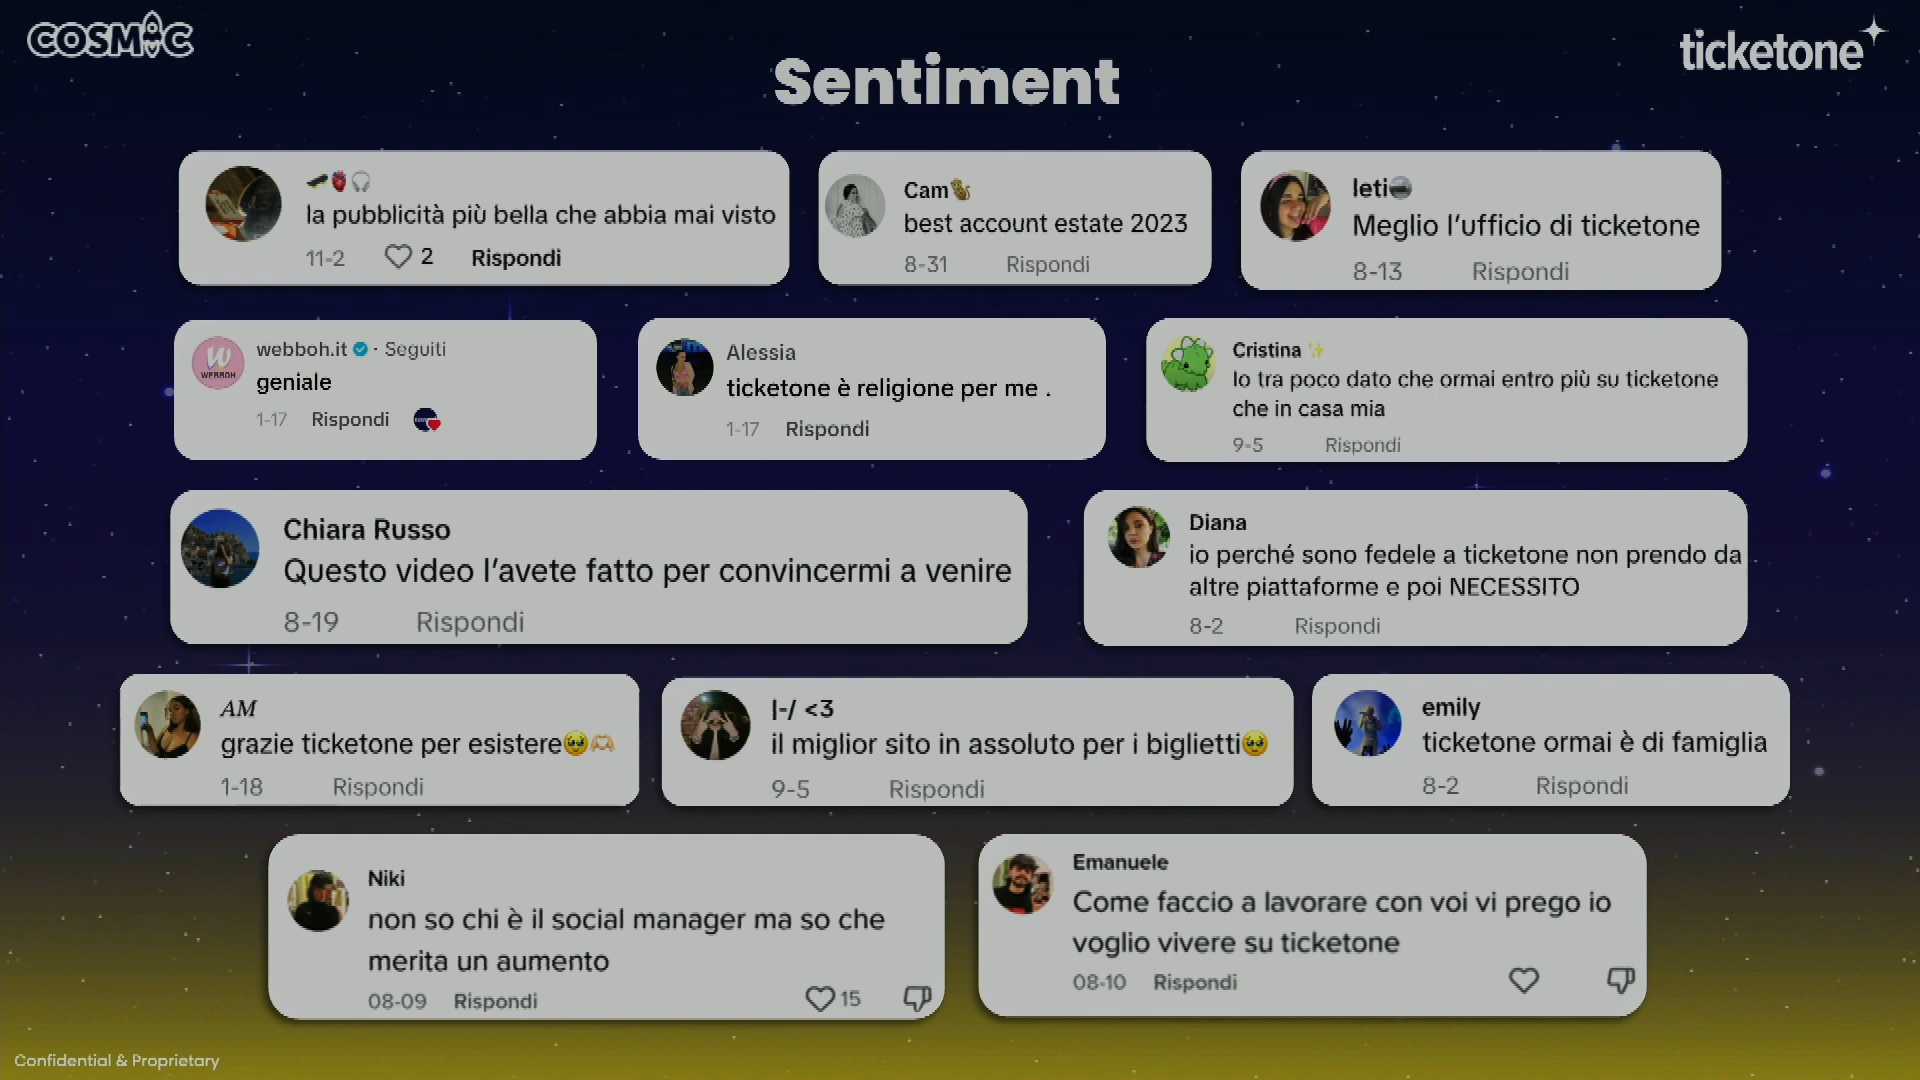 COSMIC
ticketone
Sentiment
la pubblicità più bella che abbia mai visto
11-2 2 Rispondi
Cam
best account estate 2023
8-31 Rispondi
leti
Meglio l'ufficio di ticketone
8-13 Rispondi
webboh.it · Seguiti
W
WEBBOH
geniale
1-17 Rispondi
Alessia
ticketone è religione per me .
1-17 Rispondi
Cristina ✨
Io tra poco dato che ormai entro più su ticketone
che in casa mia
9-5 Rispondi
Chiara Russo
Questo video l'avete fatto per convincermi a venire
8-19 Rispondi
Diana
io perché sono fedele a ticketone non prendo da
altre piattaforme e poi NECESSITO
8-2 Rispondi
AM
grazie ticketone per esistere🥹🫶
1-18 Rispondi
|-/ <3
il miglior sito in assoluto per i biglietti🥹
9-5 Rispondi
emily
ticketone ormai è di famiglia
8-2 Rispondi
Niki
non so chi è il social manager ma so che
merita un aumento
08-09 Rispondi 15
Emanuele
Come faccio a lavorare con voi vi prego io
voglio vivere su ticketone
08-10 Rispondi
Confidential & Proprietary